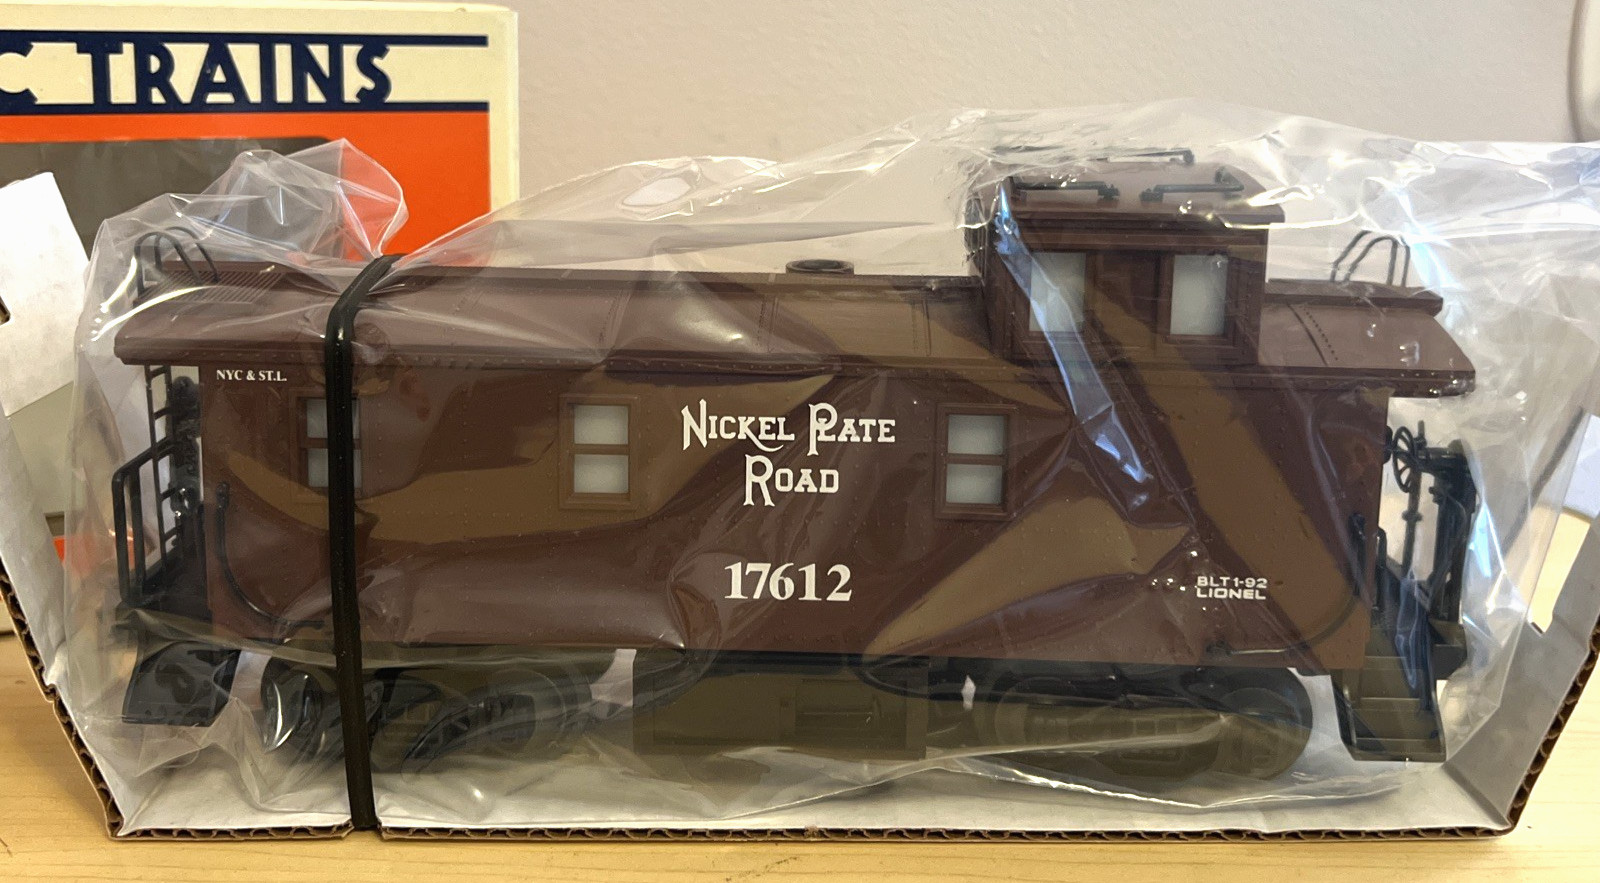 C TRAINS
NYC & ST.L.
NICKEL PLATE
ROAD
17612
BLT 1-92
LIONEL